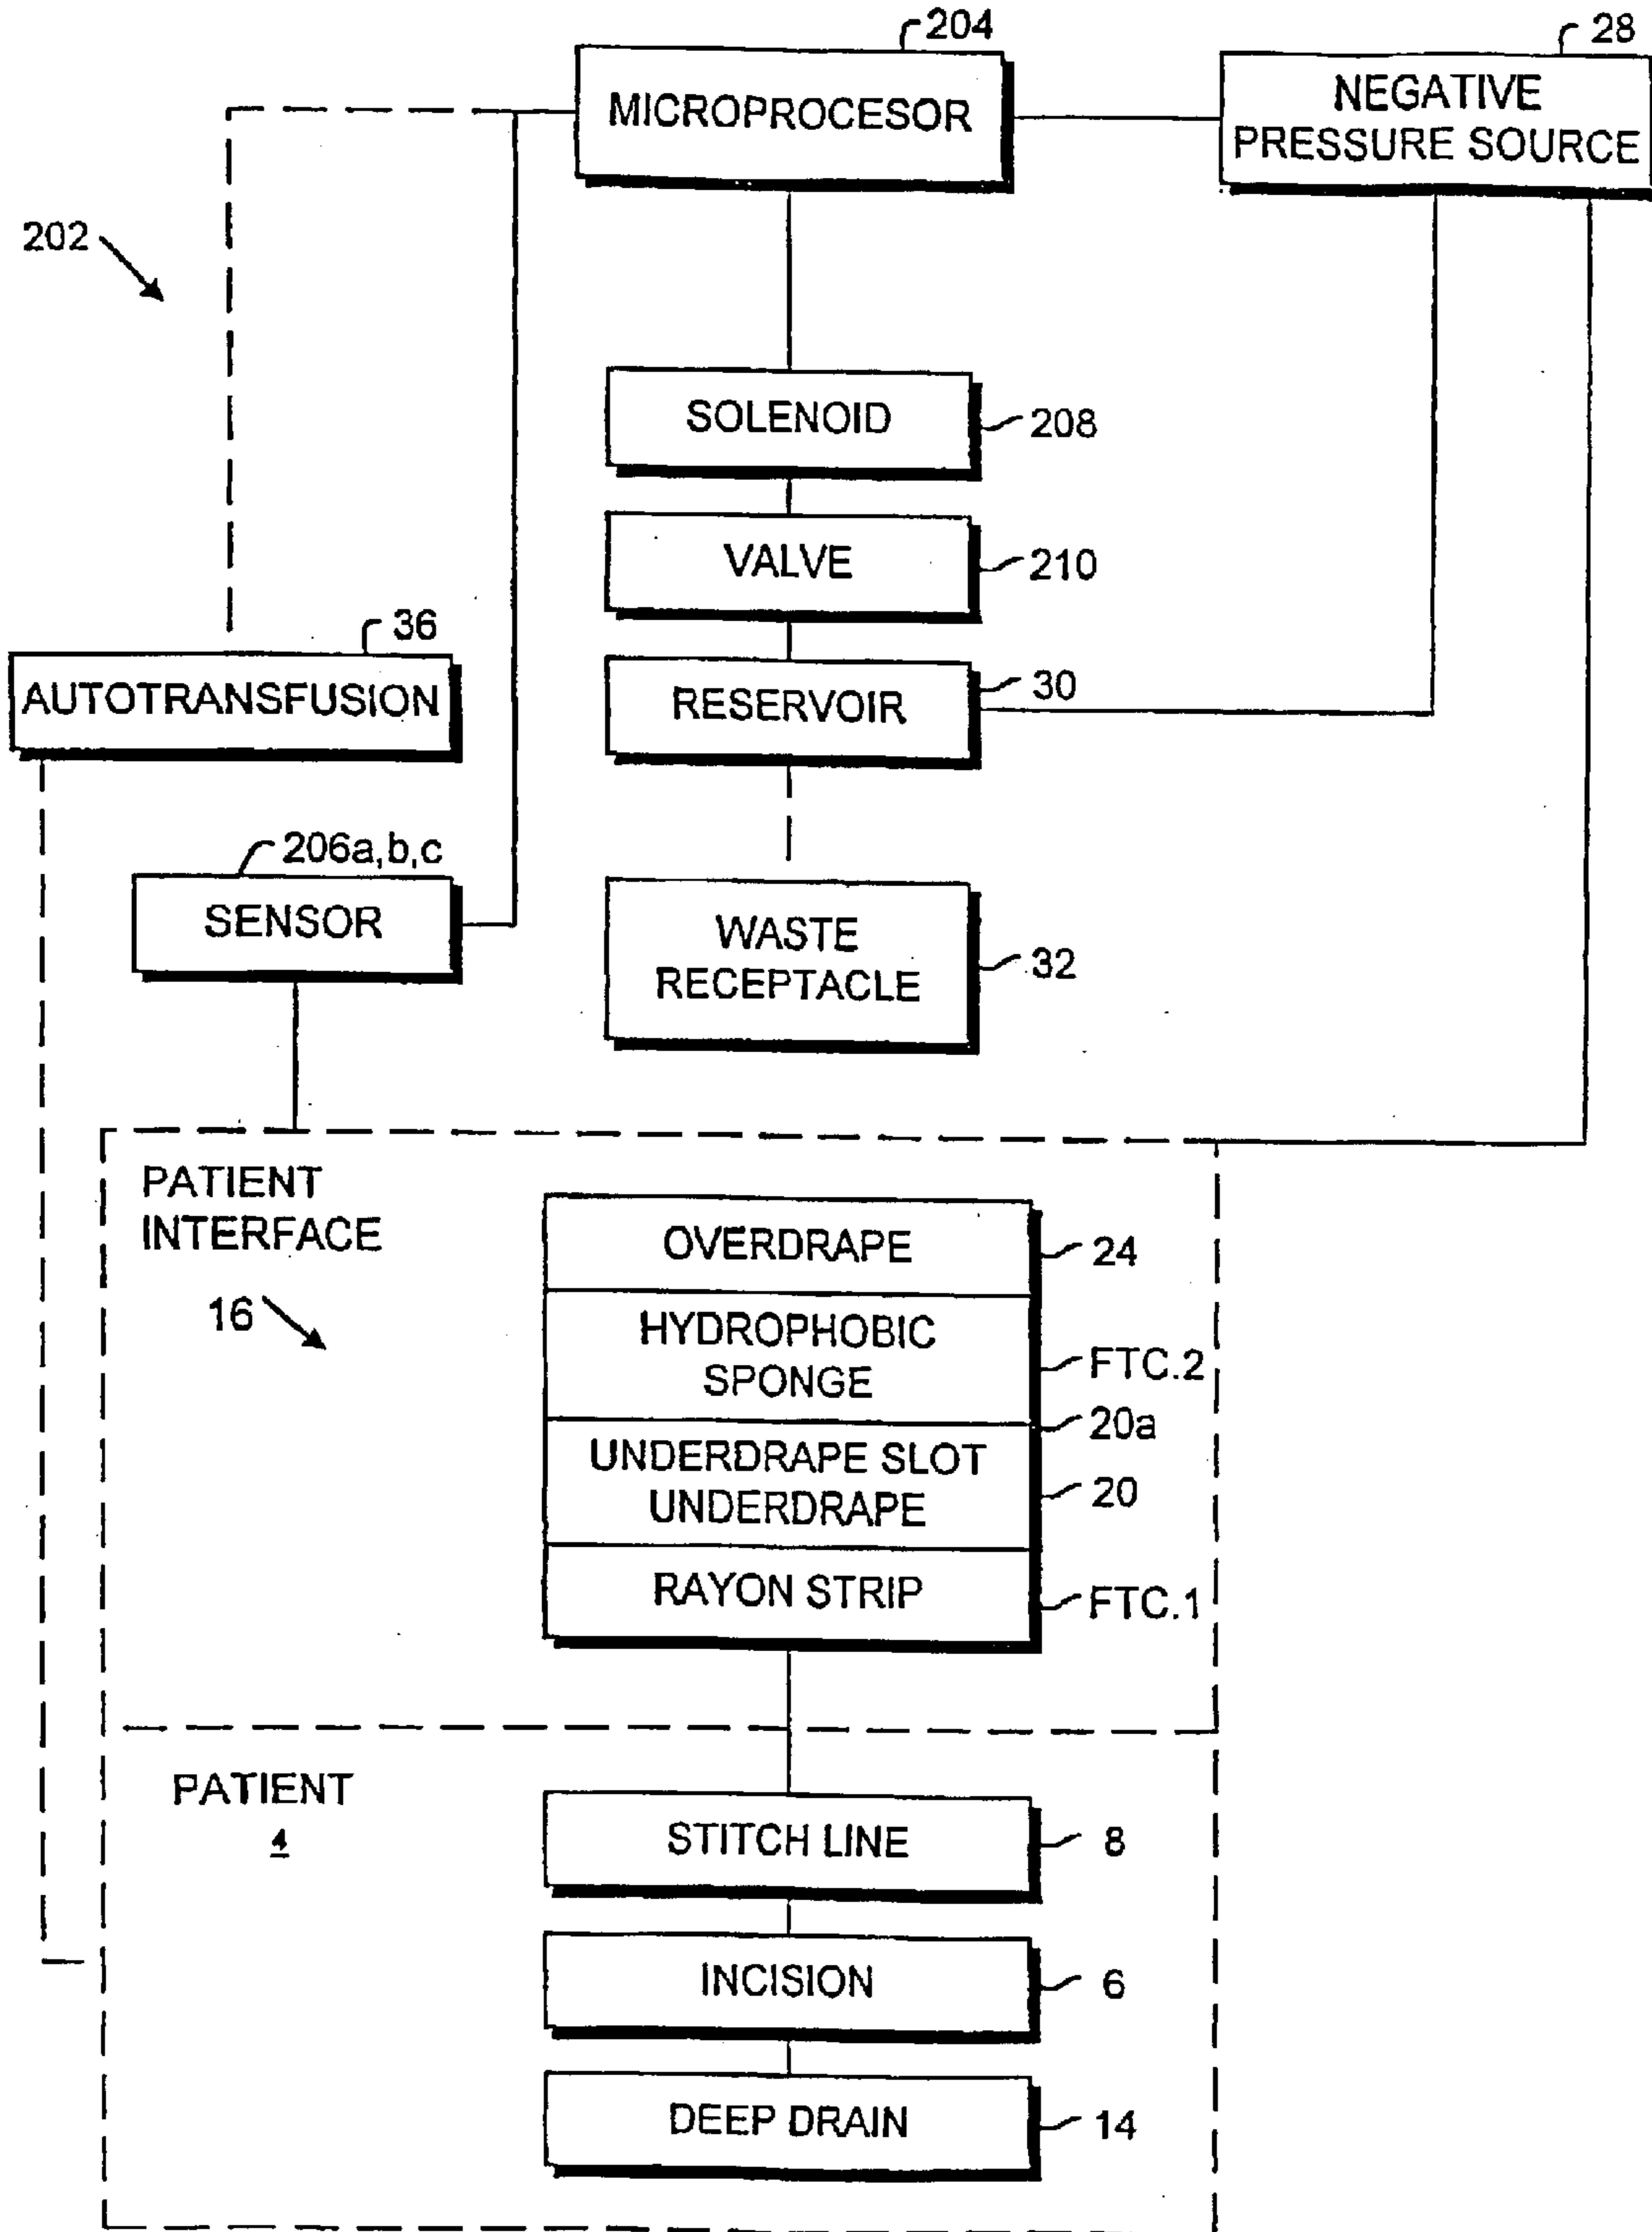 204
28
MICROPROCESOR
NEGATIVE
PRESSURE SOURCE
202
SOLENOID
208
VALVE
210
36
AUTOTRANSFUSION
RESERVOIR
30
206a,b,c
SENSOR
WASTE
RECEPTACLE
32
PATIENT
INTERFACE
16
OVERDRAPE
24
HYDROPHOBIC
SPONGE
FTC.2
20a
UNDERDRAPE SLOT
UNDERDRAPE
20
RAYON STRIP
FTC.1
PATIENT
4
STITCH LINE
8
INCISION
6
DEEP DRAIN
14